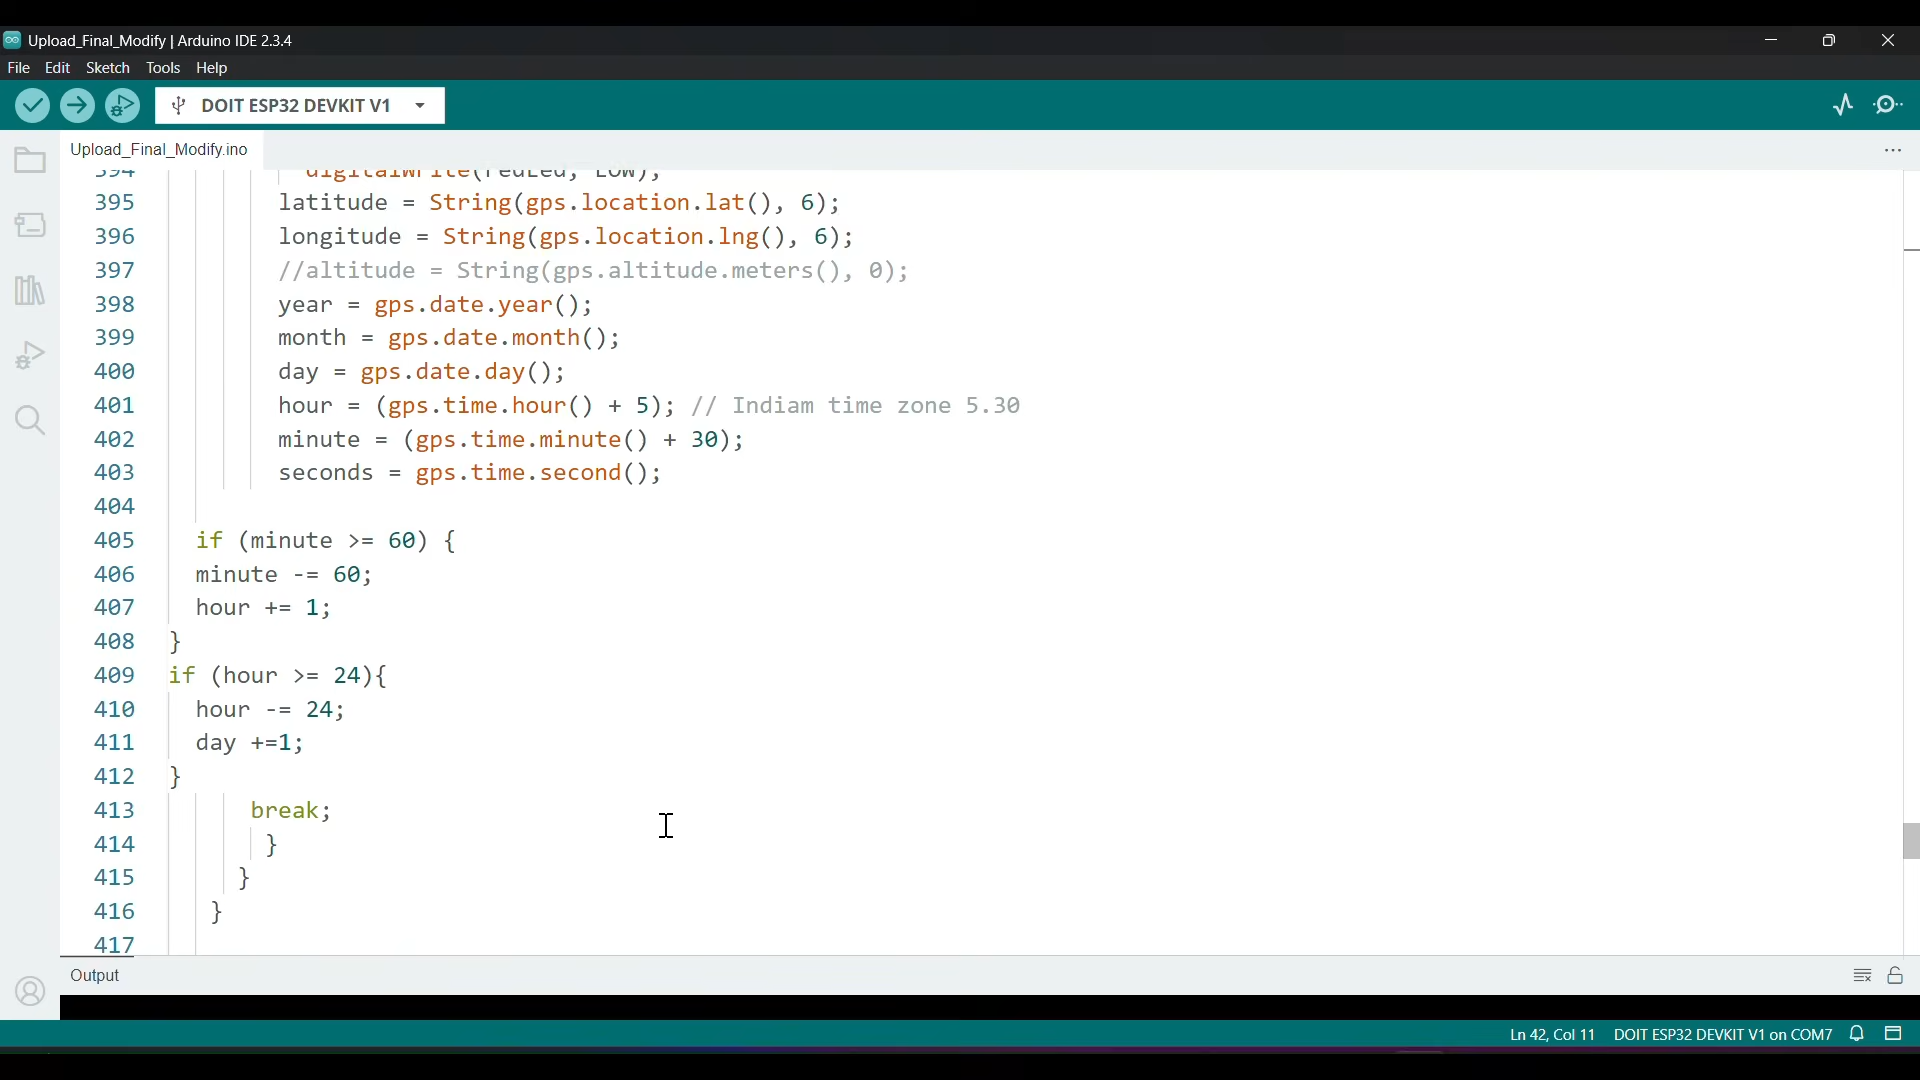 Upload_Final_Modify | Arduino IDE 2.3.4
File Edit Sketch Tools Help
DOIT ESP32 DEVKIT V1
Upload_Final_Modify.ino
394 digitalWrite(redLed, LOW);
395 latitude = String(gps.location.lat(), 6);
396 longitude = String(gps.location.lng(), 6);
397 //altitude = String(gps.altitude.meters(), 0);
398 year = gps.date.year();
399 month = gps.date.month();
400 day = gps.date.day();
401 hour = (gps.time.hour() + 5); // Indiam time zone 5.30
402 minute = (gps.time.minute() + 30);
403 seconds = gps.time.second();
404
405 if (minute >= 60) {
406 minute -= 60;
407 hour += 1;
408 }
409 if (hour >= 24){
410 hour -= 24;
411 day +=1;
412 }
413 break;
414 }
415 }
416 }
417
Output
Ln 42, Col 11 DOIT ESP32 DEVKIT V1 on COM7